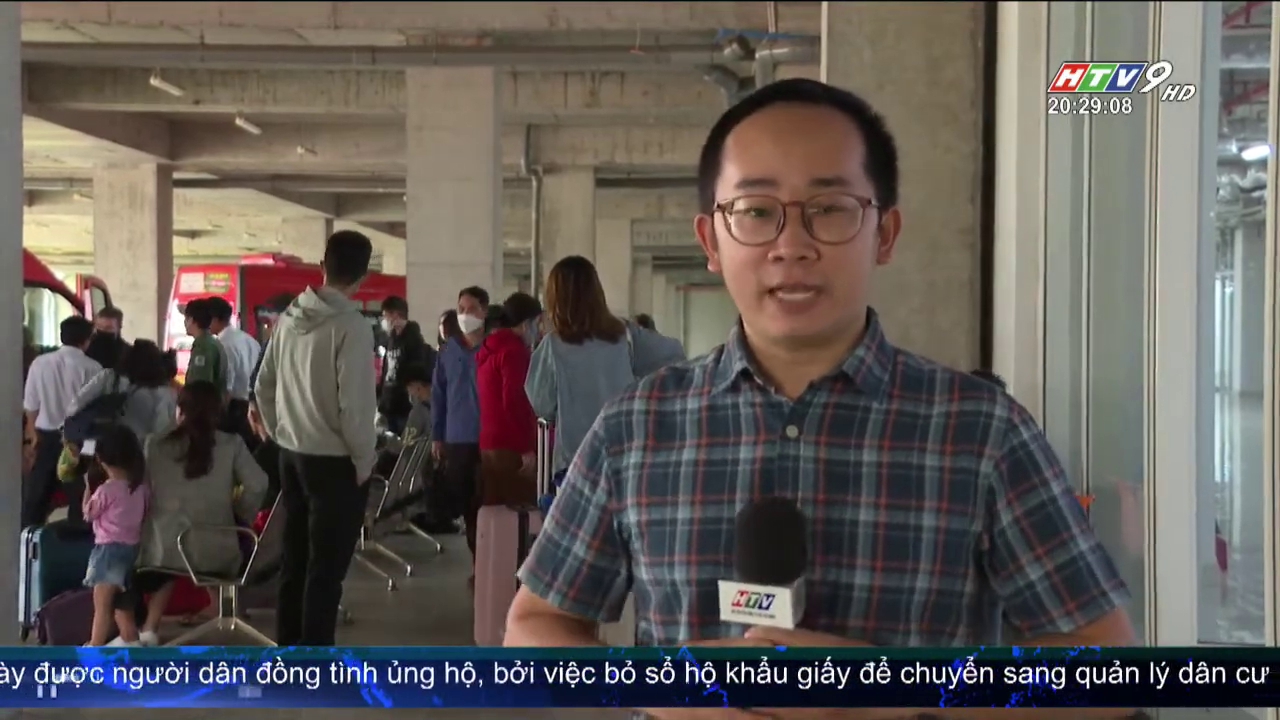 HTV9 HD
20:29:08
HTV
ày được người dân đồng tình ủng hộ, bởi việc bỏ sổ hộ khẩu giấy để chuyển sang quản lý dân cư